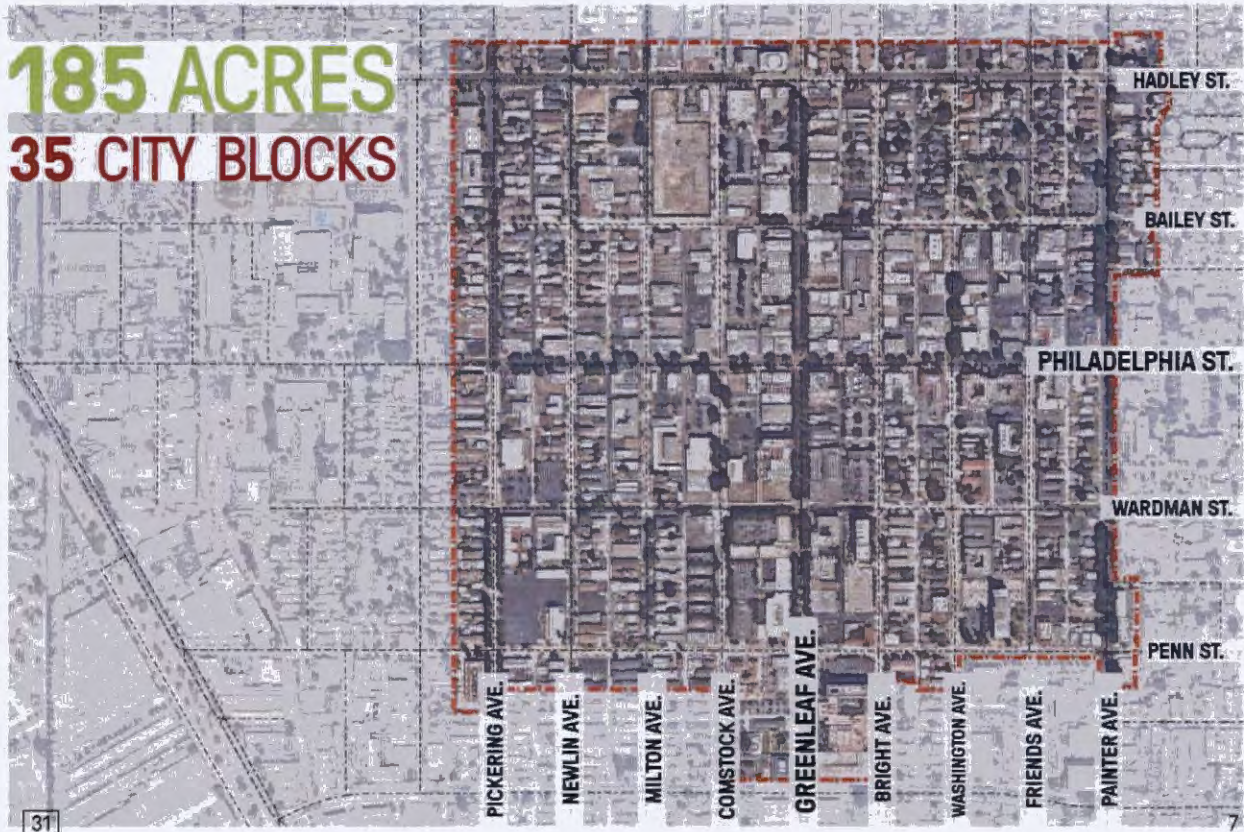 185 ACRES
35 CITY BLOCKS
HADLEY ST.
BAILEY ST.
PHILADELPHIA ST.
WARDMAN ST.
PENN ST.
PICKERING AVE.
NEWLIN AVE.
MILTON AVE.
COMSTOCK AVE.
GREENLEAF AVE.
BRIGHT AVE.
WASHINGTON AVE.
FRIENDS AVE.
PAINTER AVE.
31
7